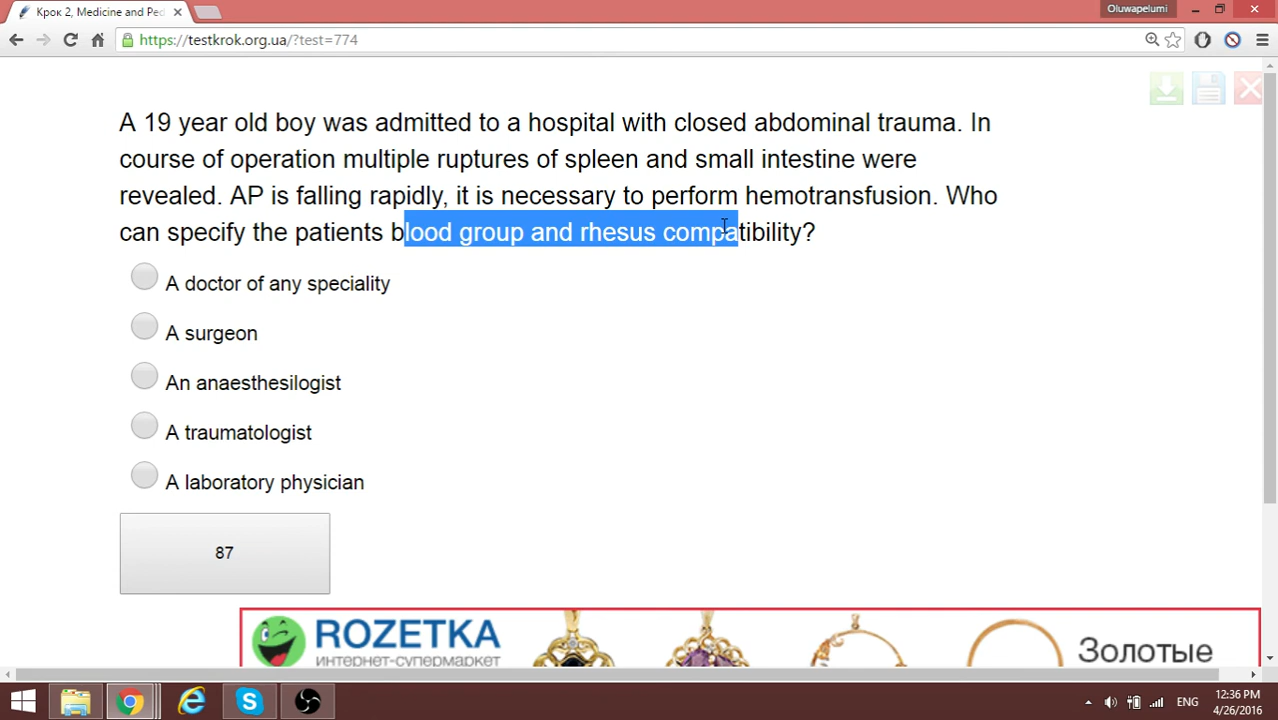 Крок 2, Medicine and Ped
Oluwapelumi
https://testkrok.org.ua/?test=774
A 19 year old boy was admitted to a hospital with closed abdominal trauma. In
course of operation multiple ruptures of spleen and small intestine were
revealed. AP is falling rapidly, it is necessary to perform hemotransfusion. Who
can specify the patients blood group and rhesus compatibility?
A doctor of any speciality
A surgeon
An anaesthesilogist
A traumatologist
A laboratory physician
87
ROZETKA
ИНТЕРНЕТ-СУПЕРМАРКЕТ
Золотые
ENG
12:36 PM
4/26/2016